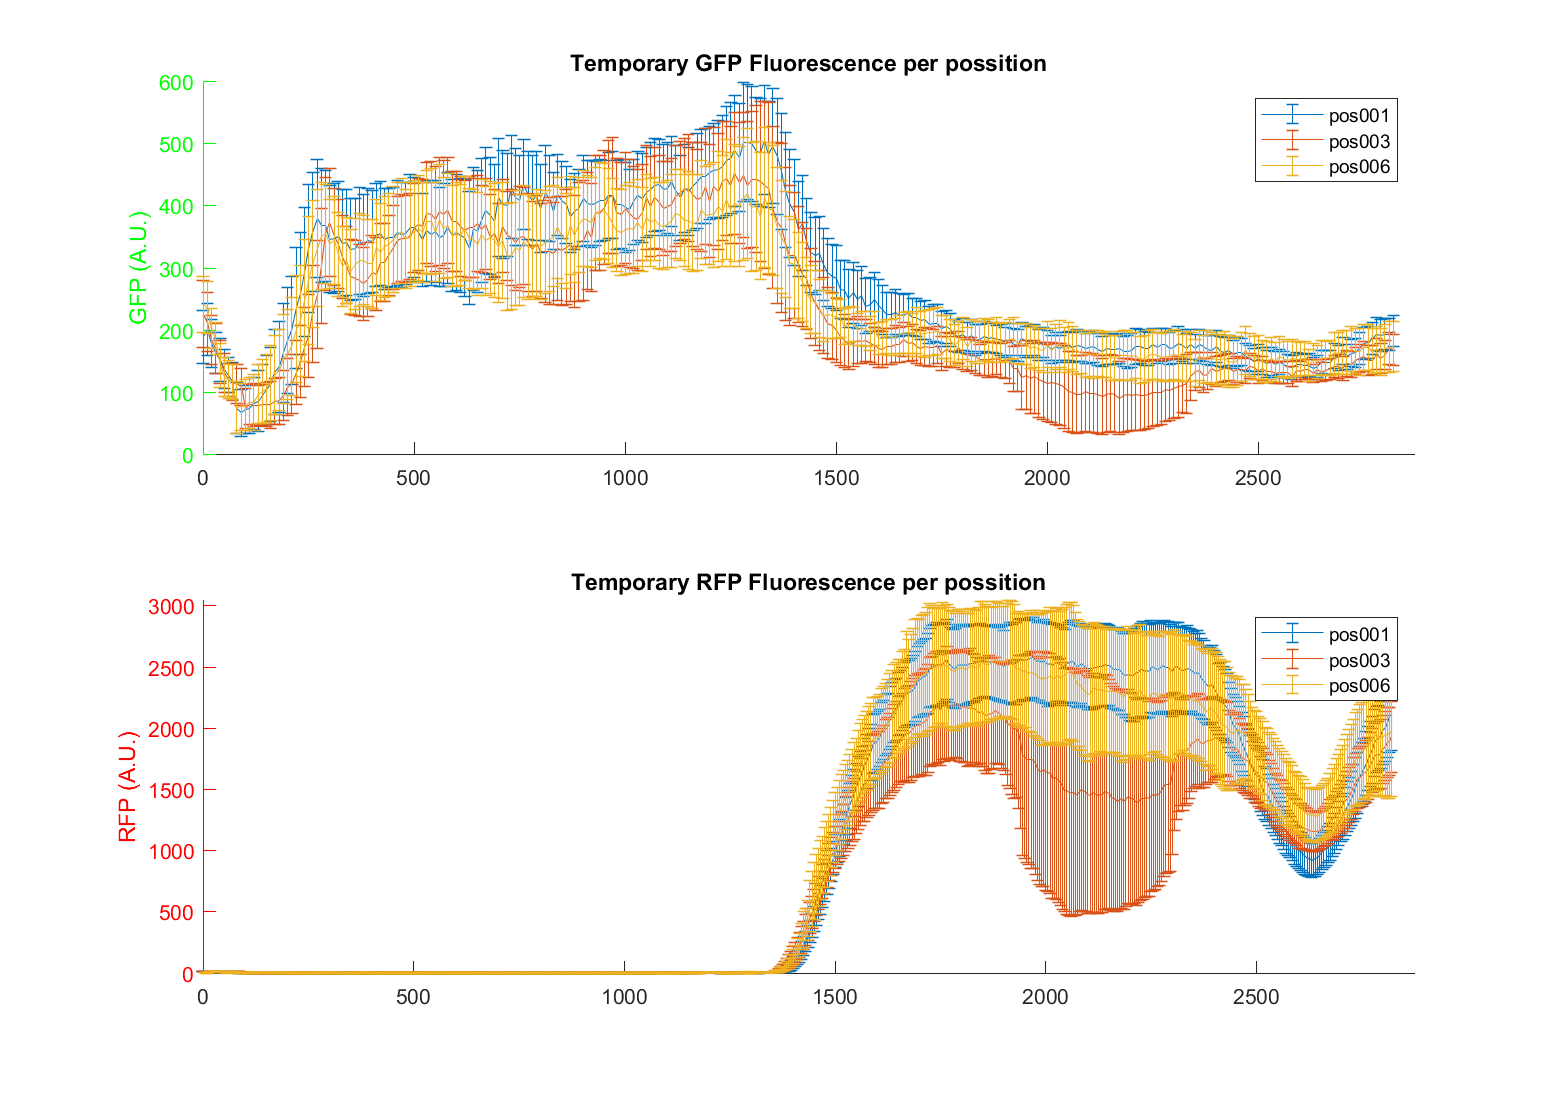 Temporary GFP Fluorescence per possition
600
500
400
300
200
100
0
GFP (A.U.)
0 500 1000 1500 2000 2500
pos001
pos003
pos006
Temporary RFP Fluorescence per possition
3000
2500
2000
1500
1000
500
0
RFP (A.U.)
0 500 1000 1500 2000 2500
pos001
pos003
pos006